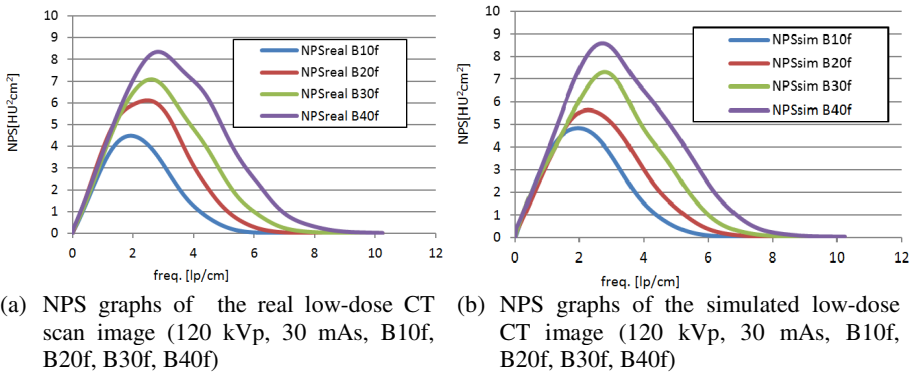 10
9
8
7
6
5
4
3
2
1
0
NPS[HU²cm²]
0 2 4 6 8 10 12
freq. [lp/cm]
NPSreal B10f
NPSreal B20f
NPSreal B30f
NPSreal B40f
(a) NPS graphs of the real low-dose CT
scan image (120 kVp, 30 mAs, B10f,
B20f, B30f, B40f)
10
9
8
7
6
5
4
3
2
1
0
NPS[HU²cm²]
0 2 4 6 8 10 12
freq. [lp/cm]
NPSsim B10f
NPSsim B20f
NPSsim B30f
NPSsim B40f
(b) NPS graphs of the simulated low-dose
CT image (120 kVp, 30 mAs, B10f,
B20f, B30f, B40f)